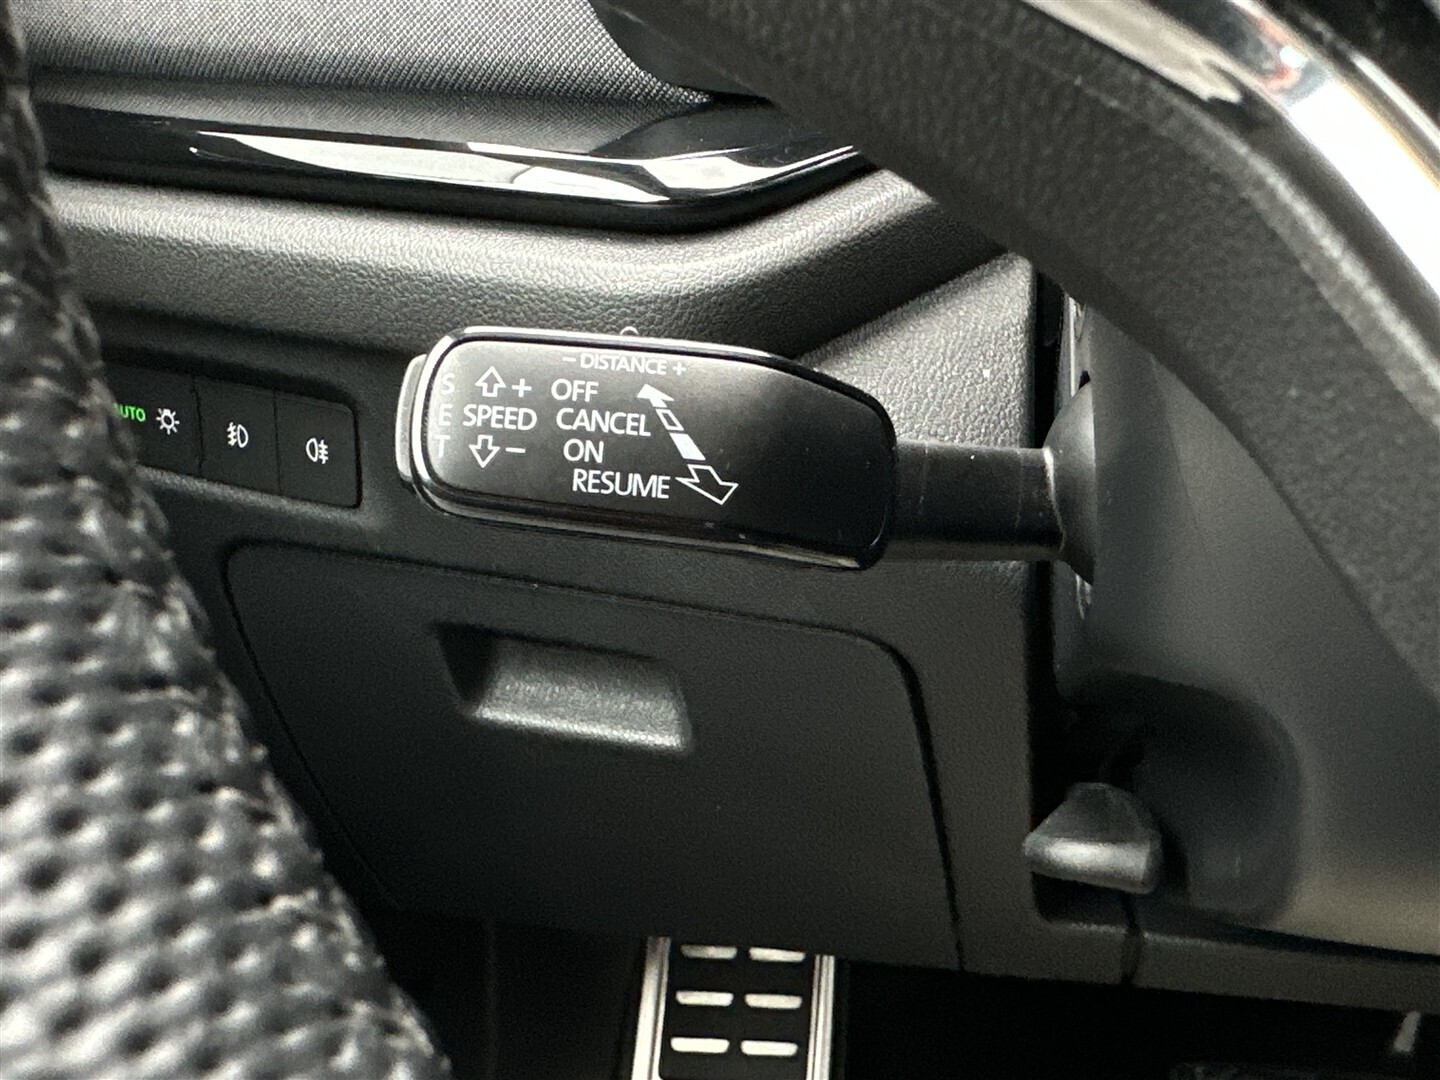 - DISTANCE +
S + OFF
E SPEED CANCEL
T - ON
RESUME
AUTO